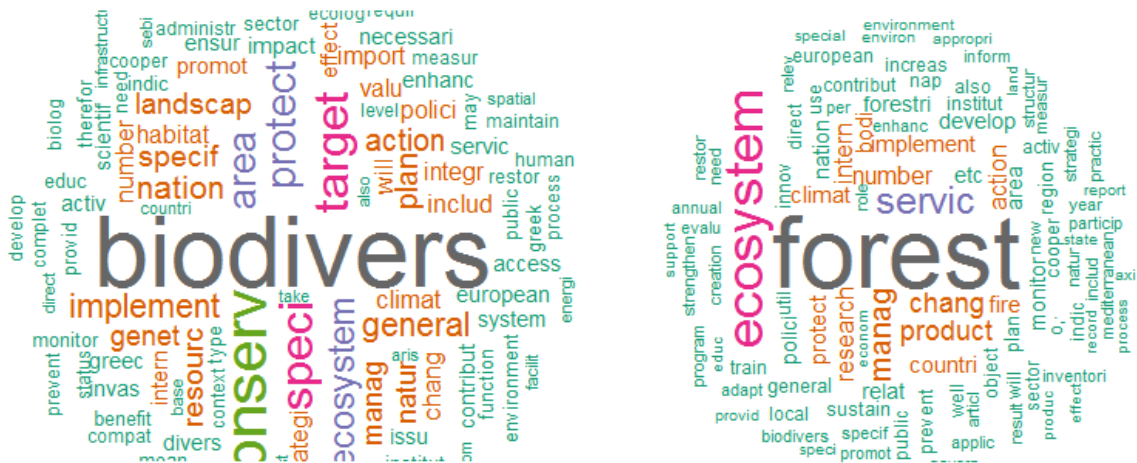 ecolog
requir
sebi
administr
sector
infrastructi
ensur
impact
effect
necessari
cooper
promot
import
measur
indic
need
valu
enhanc
biolog
therefor
scientif
landscap
protect
target
level
polici
may
spatial
maintain
number
habitat
area
action
servic
specif
will
plan
integr
human
educ
nation
also
restor
activ
countri
includ
public
greek
process
develop
complet
provid
biodivers
access
direct
implement
take
climat
european
energi
genet
onserv
speci
ecosystem
general
system
monitor
greec
resourc
type
aris
contribut
function
environment
facilit
prevent
status
invas
intern
base
context
manag
natur
chang
benefit
compat
ategi
issu
divers
mean
institut
om
environment
special
environ
appropri
european
increas
inform
relev
contribut
nap
also
land
structur
measur
use
per
forestri
institut
direct
nation
intern
bodi
enhanc
develop
restor
need
ecosystem
implement
activ
strategi
practic
innov
climat
number
etc
action
area
region
role
servic
report
annual
year
support
evalu
forest
particip
new
cooper
state
strengthen
creation
monitor
natur
includ
mediterranean
axi
util
chang
fire
polici
protect
research
econom
manag
product
plan
o,
indic
record
process
program
educ
train
countri
object
adapt
general
relat
inventori
provid
local
sustain
well
articl
result
will
sector
produc
effect
biodivers
specif
public
prevent
applic
speci
promot